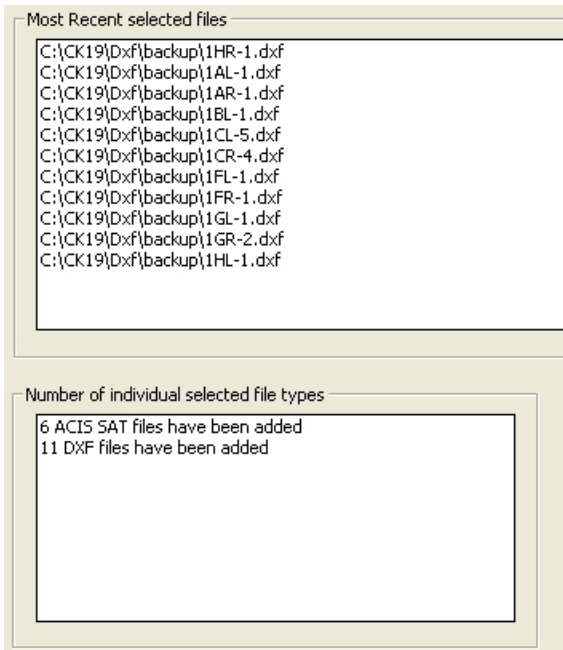 Most Recent selected files
C:\CK19\Dxf\backup\1HR-1.dxf
C:\CK19\Dxf\backup\1AL-1.dxf
C:\CK19\Dxf\backup\1AR-1.dxf
C:\CK19\Dxf\backup\1BL-1.dxf
C:\CK19\Dxf\backup\1CL-5.dxf
C:\CK19\Dxf\backup\1CR-4.dxf
C:\CK19\Dxf\backup\1FL-1.dxf
C:\CK19\Dxf\backup\1FR-1.dxf
C:\CK19\Dxf\backup\1GL-1.dxf
C:\CK19\Dxf\backup\1GR-2.dxf
C:\CK19\Dxf\backup\1HL-1.dxf
Number of individual selected file types
6 ACIS SAT files have been added
11 DXF files have been added